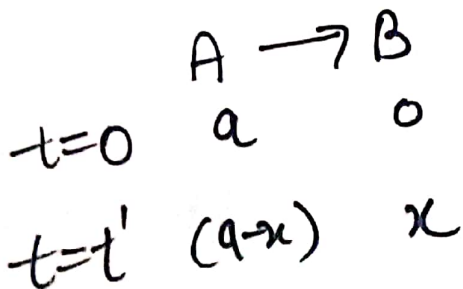 A → B
t=0 a 0
t=t' (a-x) x